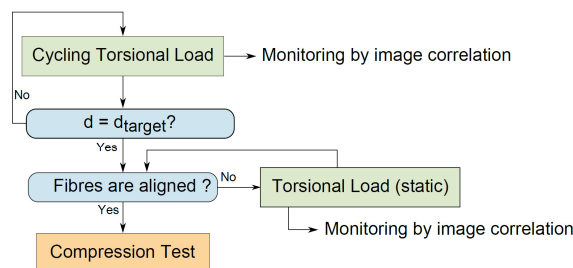 Cycling Torsional Load
Monitoring by image correlation
No
d = dtarget?
Yes
Fibres are aligned ?
No
Torsional Load (static)
Yes
Monitoring by image correlation
Compression Test